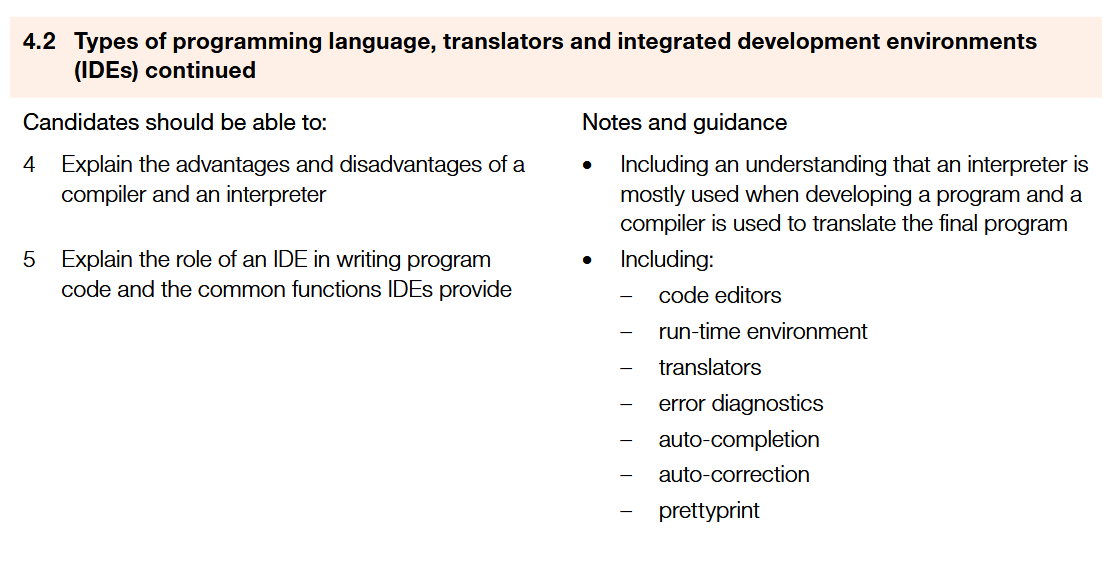 4.2 Types of programming language, translators and integrated development environments
(IDEs) continued
Candidates should be able to:
Notes and guidance
4 Explain the advantages and disadvantages of a
compiler and an interpreter
• Including an understanding that an interpreter is
mostly used when developing a program and a
compiler is used to translate the final program
5 Explain the role of an IDE in writing program
code and the common functions IDEs provide
• Including:
– code editors
– run-time environment
– translators
– error diagnostics
– auto-completion
– auto-correction
– prettyprint